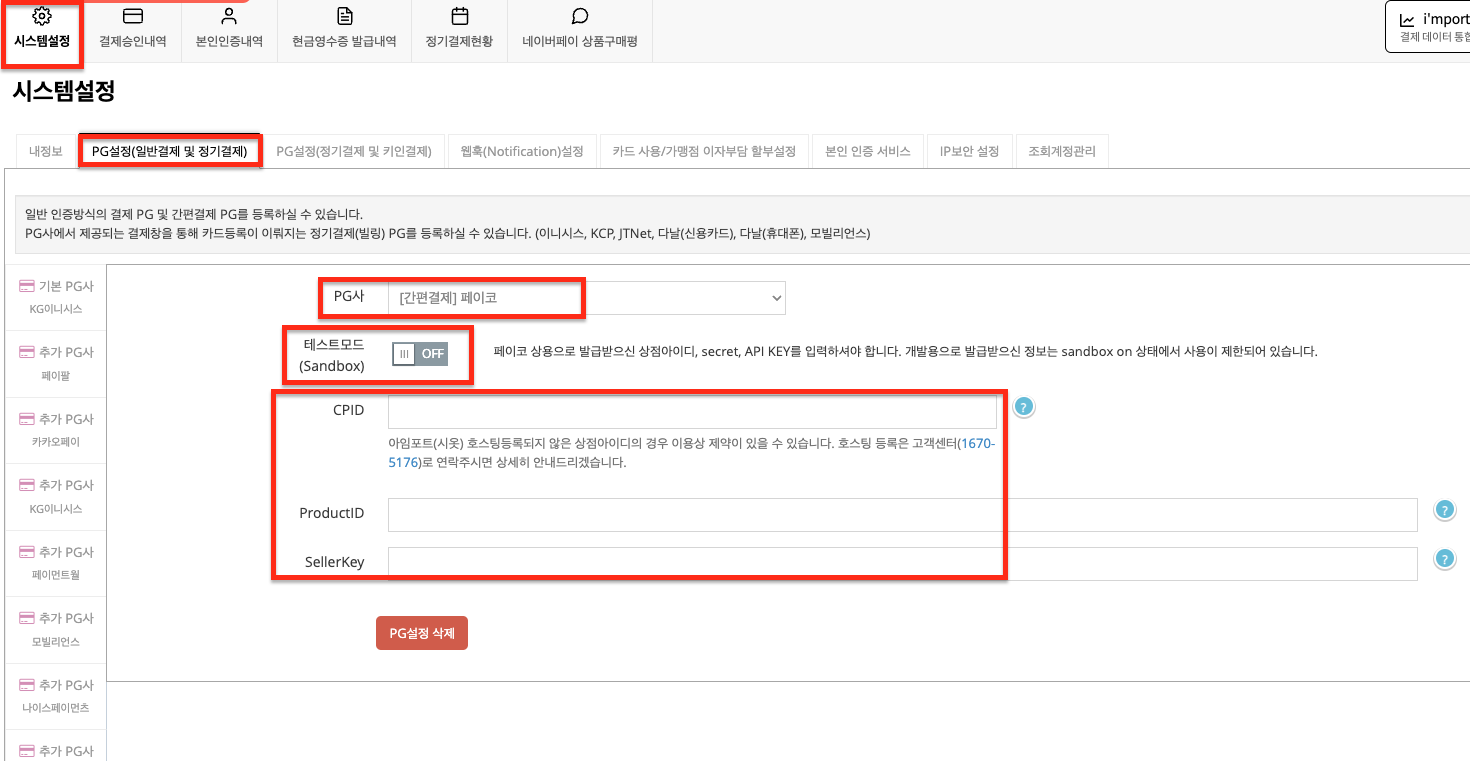 시스템설정
결제승인내역
본인인증내역
현금영수증 발급내역
정기결제현황
네이버페이 상품구매평
i'mport
결제 데이터 통합
시스템설정
내정보
PG설정(일반결제 및 정기결제)
PG설정(정기결제 및 키인결제)
웹훅(Notification)설정
카드 사용/가맹점 이자부담 할부설정
본인 인증 서비스
IP보안 설정
조회계정관리
일반 인증방식의 결제 PG 및 간편결제 PG를 등록하실 수 있습니다.
PG사에서 제공되는 결제창을 통해 카드등록이 이뤄지는 정기결제(빌링) PG를 등록하실 수 있습니다. (이니시스, KCP, JTNet, 다날(신용카드), 다날(휴대폰), 모빌리언스)
기본 PG사
KG이니시스
추가 PG사
페이팔
추가 PG사
카카오페이
추가 PG사
KG이니시스
추가 PG사
페이먼트월
추가 PG사
모빌리언스
추가 PG사
나이스페이먼츠
추가 PG사
PG사
[간편결제] 페이코
테스트모드
(Sandbox)
OFF
페이코 상용으로 발급받으신 상점아이디, secret, API KEY를 입력하셔야 합니다. 개발용으로 발급받으신 정보는 sandbox on 상태에서 사용이 제한되어 있습니다.
CPID
?
아임포트(시옷) 호스팅등록되지 않은 상점아이디의 경우 이용상 제약이 있을 수 있습니다. 호스팅 등록은 고객센터(1670-
5176)로 연락주시면 상세히 안내드리겠습니다.
ProductID
?
SellerKey
?
PG설정 삭제